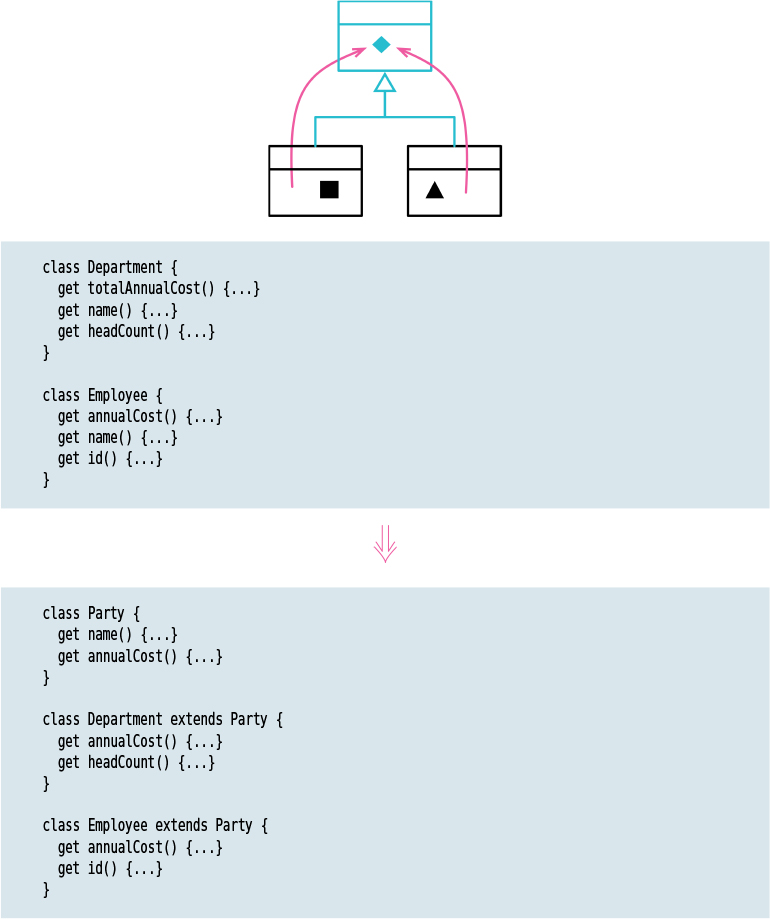 class Department {
  get totalAnnualCost() {...}
  get name() {...}
  get headCount() {...}
}

class Employee {
  get annualCost() {...}
  get name() {...}
  get id() {...}
}

class Party {
  get name() {...}
  get annualCost() {...}
}

class Department extends Party {
  get annualCost() {...}
  get headCount() {...}
}

class Employee extends Party {
  get annualCost() {...}
  get id() {...}
}